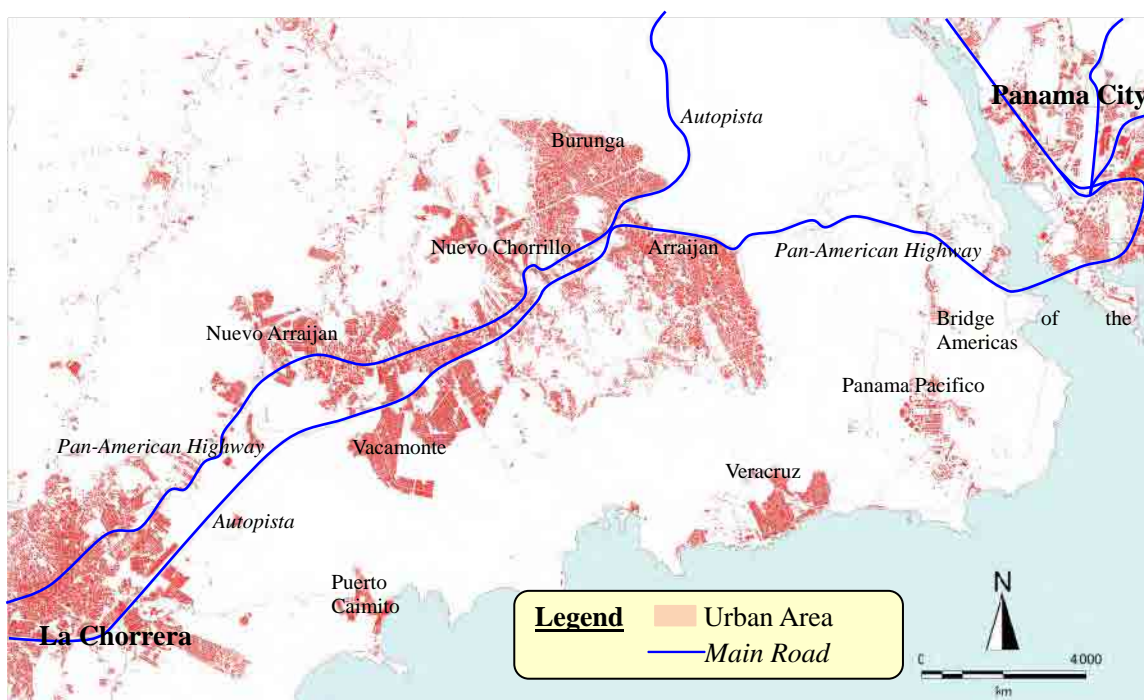 Panama City
Autopista
Burunga
Nuevo Chorrillo
Arraijan
Pan-American Highway
Bridge of the
Americas
Nuevo Arraijan
Panama Pacifico
Pan-American Highway
Vacamonte
Veracruz
Autopista
Puerto
Caimito
La Chorrera
Legend
Urban Area
Main Road
N
0 4000
km